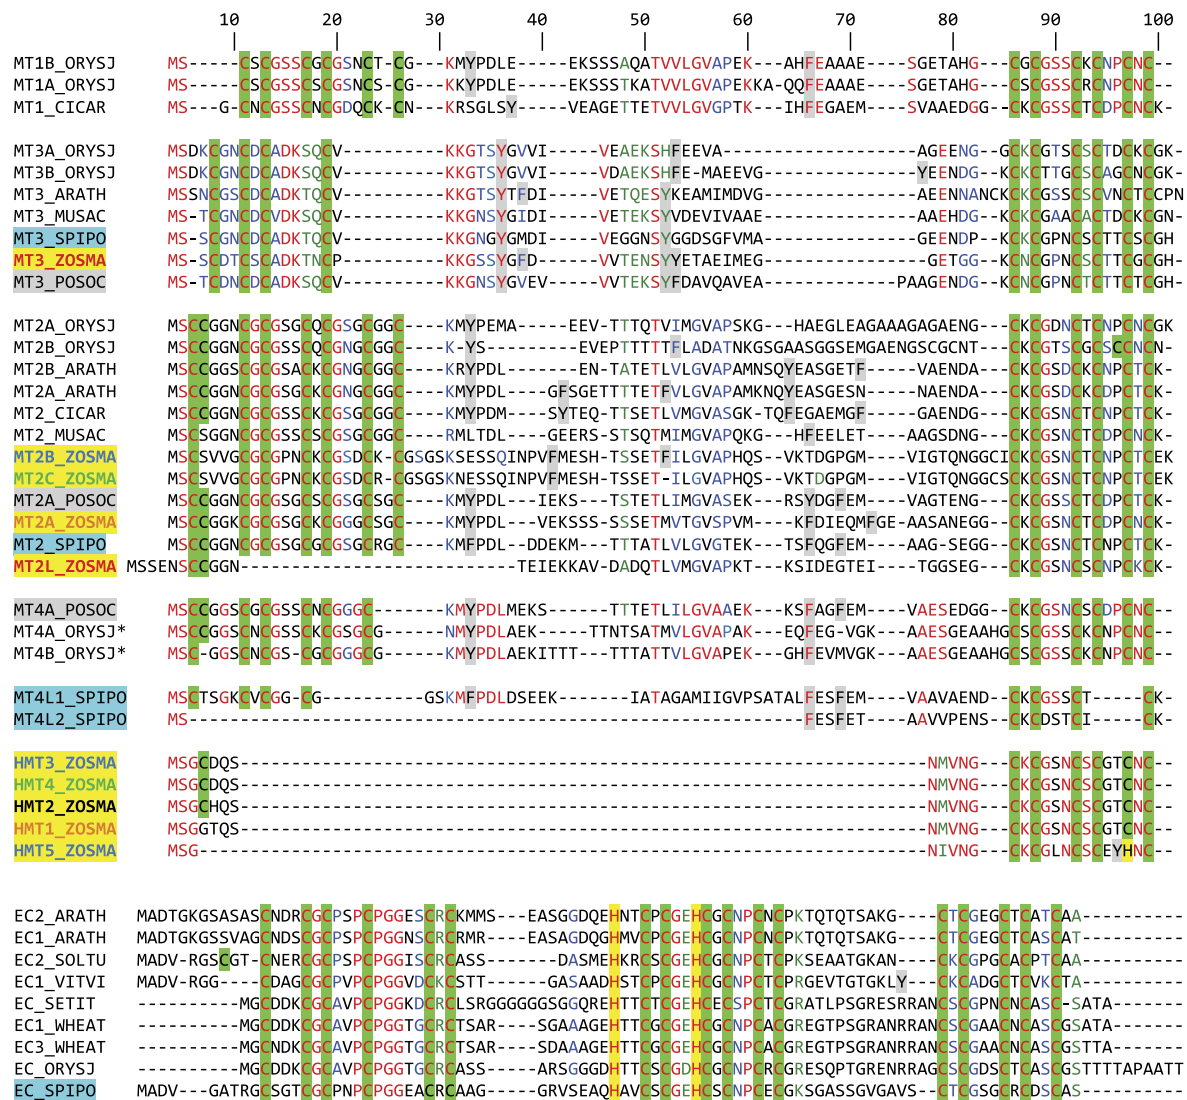 10 20 30 40 50 60 70 80 90 100
MT1B_ORYSJ MS-----CSCGSSCGCGSNCT-CG---KMYPDLE-----EKSSSAQATVVLGVAPEK---AHFEAAAE----SGETAHG---CGCGSSCKCNPCNC--
MT1A_ORYSJ MS-----CSCGSSCGCGSNCS-CG---KKYPDLE-----EKSSSTKATVVLGVAPEKKA-QQFEAAAE----SGETAHG---CGCGSSCRCNPCNC--
MT1_CICAR MS---G-CNCGSSCNCGDQCK-CN---KRSGLSY-----VEAGETTETVVLGVGPTK---IHFEGAEM----SVAAEDGG--CKCGSSCTCDPCNCK-
MT3A_ORYSJ MSDKCGNCDCADKSQCV----------KKGTSYGVVI-----VEAEKSHFEEVA-------------------AGEENG---GCKCGTSCSCTDCKCGK-
MT3B_ORYSJ MSDKCGNCDCADKSQCV----------KKGTSYGVVI-----VDAEKSHFE-MAEEVG---------------YEENDG---KCKCTTGCSCAGCNCGK-
MT3_ARATH MSSNCGSCDCADKTQCV----------KKGTSYTFDI-----VETQESYKEAMIMDVG---------------AEENNANCKCKCGSSCSCVNCTCCPN
MT3_MUSAC MS-TCGNCDCVDKSQCV----------KKGNSYGIDI-----VETEKSYVDEVIVAAE---------------AAEHDG---KCKCGAACACTDCKCGN-
MT3_SPIPO MS-SCGNCDCADKTQCV----------KKGNGYGMDI-----VEGGNSYGGDSGFVMA---------------GEENDP---KCKCGPNCSCTTCSCGH
MT3_ZOSMA MS-SCDTCSCADKTNCP----------KKGSSYGFD------VVTENSYYETAEIMEG---------------GETGG---KCNCGPNCSCTTCGCGH-
MT3_POSOC MS-TCDNCDCADKSQCV----------KKGNSYGVEV-----VVTEKSYFDAVQAVEA-------------PAAGENDG---KCNCGPNCTCTTCTCGH-
MT2A_ORYSJ MSCCGGNCGCGSGCQCGSGCGGC----KMYPEMA-----EEV-TTTQTVIMGVAPSKG---HAEGLEAGAAAGAGAENG---CKCGDNCTCNPCNCGK
MT2B_ORYSJ MSCCGGNCGCGSSCQCGNGCGGC----K-YS-------EVEPTTTTTFLADATNKGSGAASGGSEMGAENGSCGCNT---CKCGTSCGCSCCNCN-
MT2B_ARATH MSCCGGSCGCGSACKCGNGCGGC----KRYPDL-------EN-TATETLVLGVAPAMNSQYEASGETF-----VAENDA---CKCGSDCKCNPCTCK-
MT2A_ARATH MSCCGGNCGCGSGCKCGNGCGGC----KMYPDL---GFSGETTTTETFVLGVAPAMKNQYEASGESN-----NAENDA---CKCGSDCKCDPCTCK-
MT2_CICAR MSCCGGNCGCGSSCKCGSGCGGC----KMYPDM---SYTEQ-TTSETLVMGVASGK-TQFEGAEMGF------GAENDG---CKCGSNCTCNPCTCK-
MT2_MUSAC MSCSGGNCGCGSSCSCGSGCGGC----RMLTDL---GEERS-STSQTMIMGVAPQKG---HFEELET-----AAGSDNG---CKCGSNCTCDPCNCK-
MT2B_ZOSMA MSCSVVGCGCGPNCKCGSDCK-CGSGSKSESSQINPVFMESH-TSSETFILGVAPHQS--VKTDGPGM----VIGTQNGGCICKCGSNCTCNPCTCEK
MT2C_ZOSMA MSCSVVGCGCGPNCKCGSDCR-CGSGSKNESSQINPVFMESH-TSSET-ILGVAPHQS--VKTDGPGM----VIGTQNGGCSCKCGSNCTCNPCTCEK
MT2A_POSOC MSCCGGNCGCGSGCSCGSGCSGC----KMYPDL---IEKS----TSTETLIMGVASEK---RSYDGFEM----VAGTENG---CKCGSNCTCDPCTCK-
MT2A_ZOSMA MSCCGGKCGCGSGCKCGGGCSGC----KMYPDL---VEKSSS-SSSETMVTGVSPVM----KFDIEQMFGE-AASANEGG--CKCGSNCTCDPCNCK-
MT2_SPIPO MSCCGGNCGCGSGCGCGSGCRGC----KMFPDL--DDEKM---TTTATLVLGVGTEK---TSFQGFEM----AAG-SEGG--CKCGSNCTCNPCTCK-
MT2L_ZOSMA MSSENSCCGGN---------------------------TEIEKKAV-DADQTLVMGVAPKT---KSIDEGTEI-----TGGSEG---CKCGSNCSCNPCKCK-
MT4A_POSOC MSCCGGSCGCGSSCNCGGGC-------KMYPDLMEKS-----TTTETLILGVAAEK---KSFAGFEM----VAESEDGG--CKCGSNCSCDPCNC--
MT4A_ORYSJ* MSCCGGSCNCGSSCKCGSGCG------NMYPDLAEK-----TTNTSATMVLGVAPAK---EQFEG-VGK---AAESGEAAHGCSCGSSCKCNPCNC--
MT4B_ORYSJ* MSC-GGSCNCGS-CGCGGGCG------KMYPDLAEKITTT--TTTATTVLGVAPEK---GHFEVMVGK---AAESGEAAHGCSCGSSCKCNPCNC--
MT4L1_SPIPO MSCTSGKCVCGG-CG----------GSKMFPDLDSEEK-------IATAGAMIIGVPSATALFESFEM----VAAVAEND--CKCGSSCT-----CK-
MT4L2_SPIPO MS------------------------------------------------------------FESFET----AAVVPENS--CKCDSTCI-----CK-
HMT3_ZOSMA MSGCDQS-------------------------------------------------------------------NMVNG---CKCGSNCSCGTCNC--
HMT4_ZOSMA MSGCDQS-------------------------------------------------------------------NMVNG---CKCGSNCSCGTCNC--
HMT2_ZOSMA MSGCHQS-------------------------------------------------------------------NMVNG---CKCGSNCSCGTCNC--
HMT1_ZOSMA MSGGTQS-------------------------------------------------------------------NMVNG---CKCGSNCSCGTCNC--
HMT5_ZOSMA MSG-----------------------------------------------------------------------NIVNG---CKCGLNCSCEYHNC--
EC2_ARATH MADTGKGSASASCNDRCGCPSPCPGGESCRCKMMS---EASGGDQEHNTCPCGEHCGCNPCNCPKTQTQTSAKG----CTCGEGCTCATCAA----------
EC1_ARATH MADTGKGSSVAGCNDSCGCPSPCPGGNSCRCRMR----EASAGDQGHMVCPCGEHCGCNPCNCPKTQTQTSAKG----CTCGEGCTCASCAT----------
EC2_SOLTU MADV-RGSCGT-CNERCGCPSPCPGGISCRCASS----DASMEHKRCSCGEHCGCNPCTCPKSEAATGKAN----CKCGPGCACPTCAA----------
EC1_VITVI MADV-RGG----CDAGCGCPVPCPGGVDCKCSTT----GASAADHSTCPCGEHCGCNPCTCPRGEVTGTGKLY---CKCADGCTCVKCTA----------
EC_SETIT ----------MGCDDKCGCAVPCPGGKDCRCLSRGGGGGGSGGQREHTTCTCGEHCECSPCTCGRATLPSGRESRRANCSCGPNCNCASC-SATA-------
EC1_WHEAT ----------MGCNDKCGCAVPCPGGTGCRCTSAR----SGAAAGEHTTCGCGEHCGCNPCACGREGTPSGRANRRANCSCGAACNCASCGSATA-------
EC3_WHEAT ----------MGCNDKCGCAVPCPGGTGCRCTSAR----SDAAAGEHTTCGCGEHCGCNPCACGREGTPSGRANRRANCSCGAACNCASCGSTTA-------
EC_ORYSJ ----------MGCDDKCGCAVPCPGGTGCRCASS-----ARSGGGDHTTCSCGDHCGCNPCRCGRESQPTGRENRRAGCSCGDSCTCASCGSTTTTAPAATT
EC_SPIPO MADV---GATRGCSGTCGCPNPCPGGEACRCAAG----GRVSEAQHAVCSCGEHCGCNPCECGKSGASSGVGAVS---CTCGSGCRCDSCAS----------